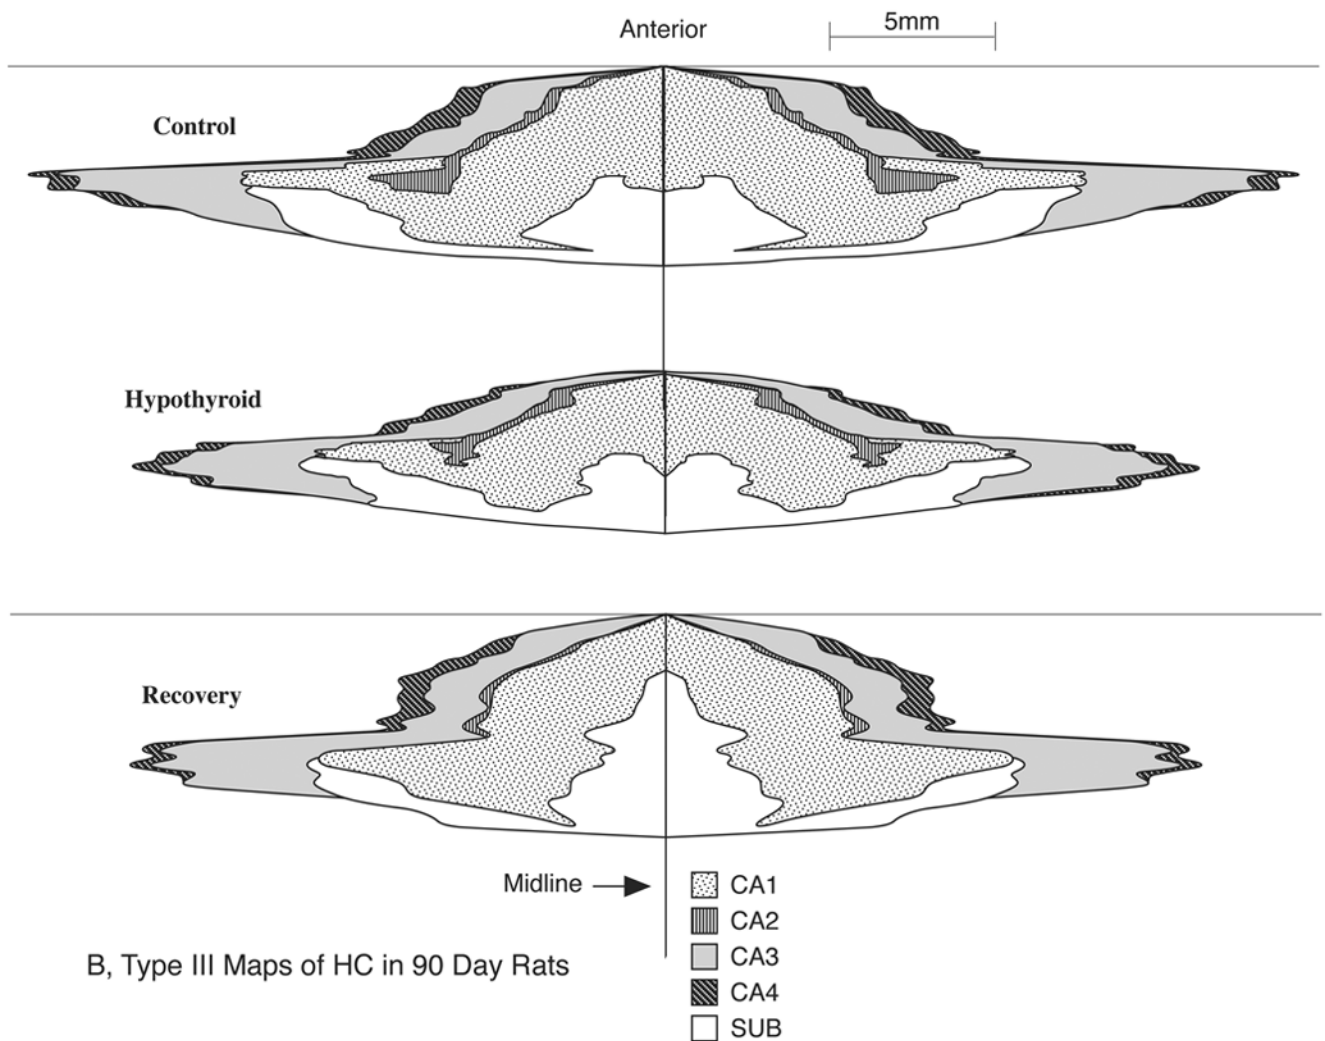 Anterior
5mm
Control
Hypothyroid
Recovery
Midline
CA1
CA2
CA3
CA4
SUB
B, Type III Maps of HC in 90 Day Rats